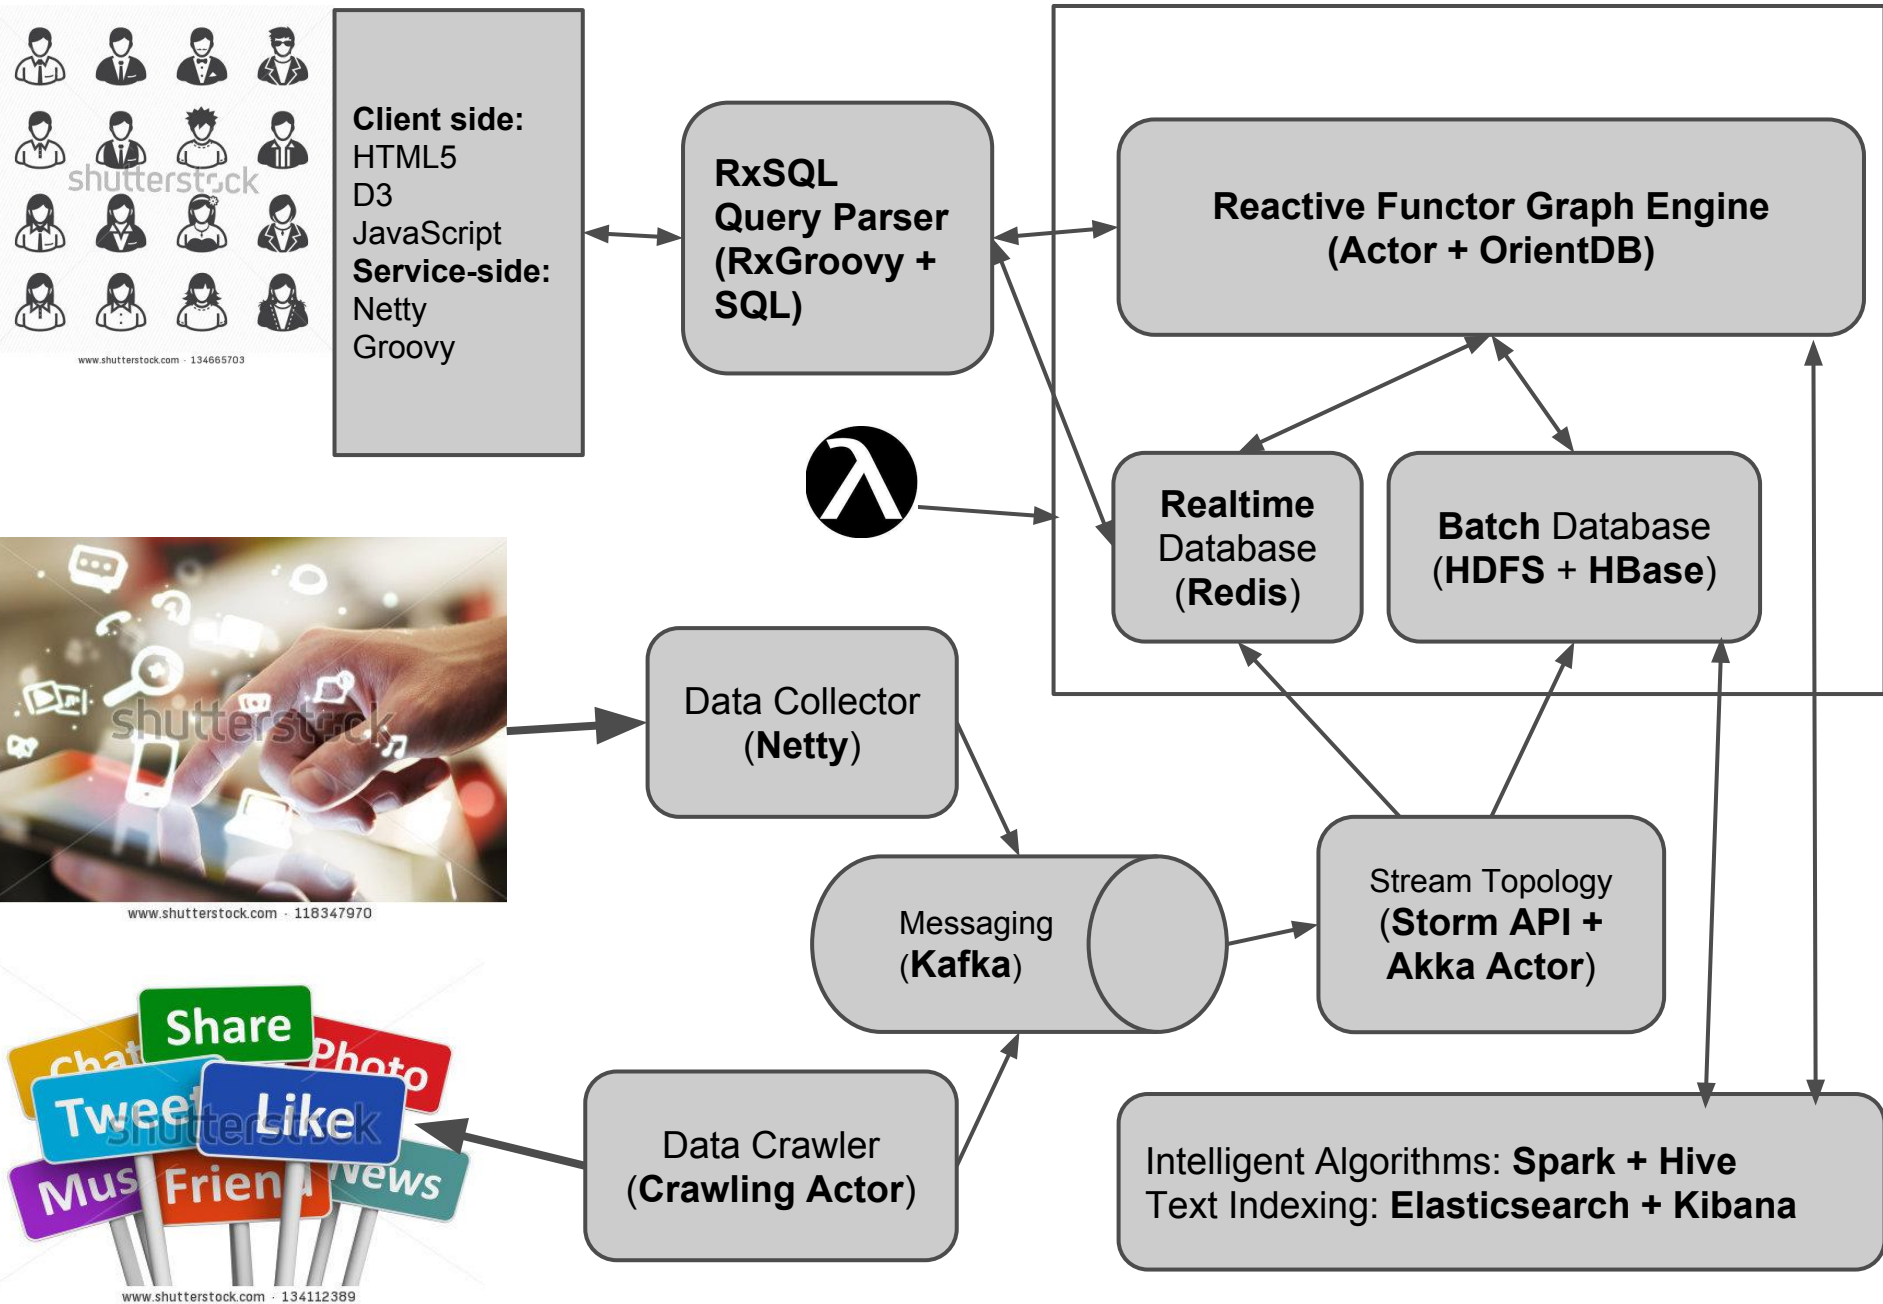 shutterstock
www.shutterstock.com · 134665703
Client side:
HTML5
D3
JavaScript
Service-side:
Netty
Groovy
RxSQL
Query Parser
(RxGroovy +
SQL)
Reactive Functor Graph Engine
(Actor + OrientDB)
λ
Realtime
Database
(Redis)
Batch Database
(HDFS + HBase)
shutterstock
www.shutterstock.com · 118347970
Data Collector
(Netty)
Messaging
(Kafka)
Stream Topology
(Storm API +
Akka Actor)
Share
Chat
Photo
Tweet
Like
shutterstock
Mus
Friend
News
www.shutterstock.com · 134112389
Data Crawler
(Crawling Actor)
Intelligent Algorithms: Spark + Hive
Text Indexing: Elasticsearch + Kibana